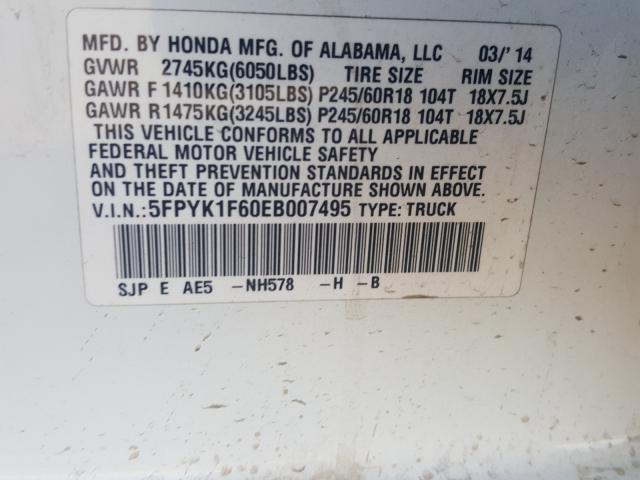 MFD. BY HONDA MFG. OF ALABAMA, LLC 03/'14
GVWR 2745KG(6050LBS) TIRE SIZE RIM SIZE
GAWR F 1410KG(3105LBS) P245/60R18 104T 18X7.5J
GAWR R 1475KG(3245LBS) P245/60R18 104T 18X7.5J
THIS VEHICLE CONFORMS TO ALL APPLICABLE
FEDERAL MOTOR VEHICLE SAFETY
AND THEFT PREVENTION STANDARDS IN EFFECT
ON THE DATE OF MANUFACTURE SHOWN ABOVE.
V.I.N.:5FPYK1F60EB007495 TYPE: TRUCK
SJP E AE5 -NH578 -H -B